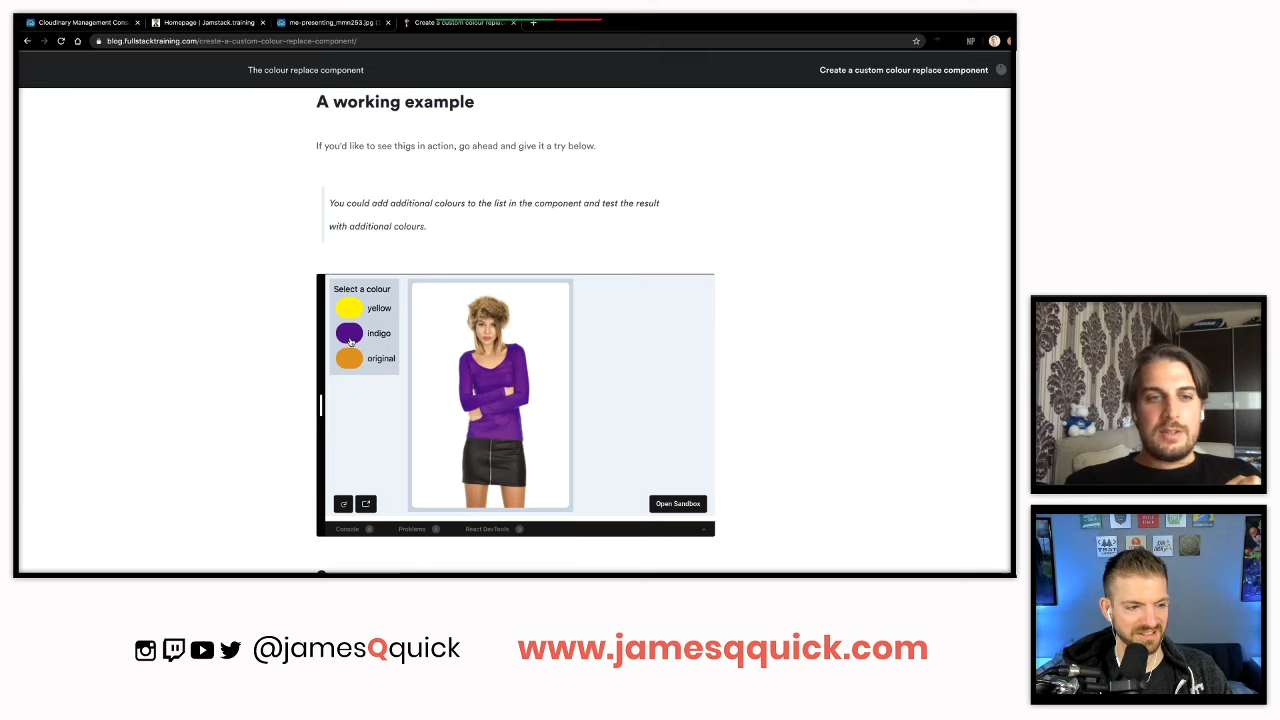 Cloudinary Management Cons
Homepage | Jamstack.training
me-presenting_mmn263.jpg (
Create a custom colour replac
blog.fullstacktraining.com/create-a-custom-colour-replace-component/
NP
The colour replace component
Create a custom colour replace component
A working example
If you'd like to see thigs in action, go ahead and give it a try below.
You could add additional colours to the list in the component and test the result
with additional colours.
Select a colour
yellow
indigo
original
Open Sandbox
Console
Problems
React DevTools
@jamesQquick
www.jamesqquick.com